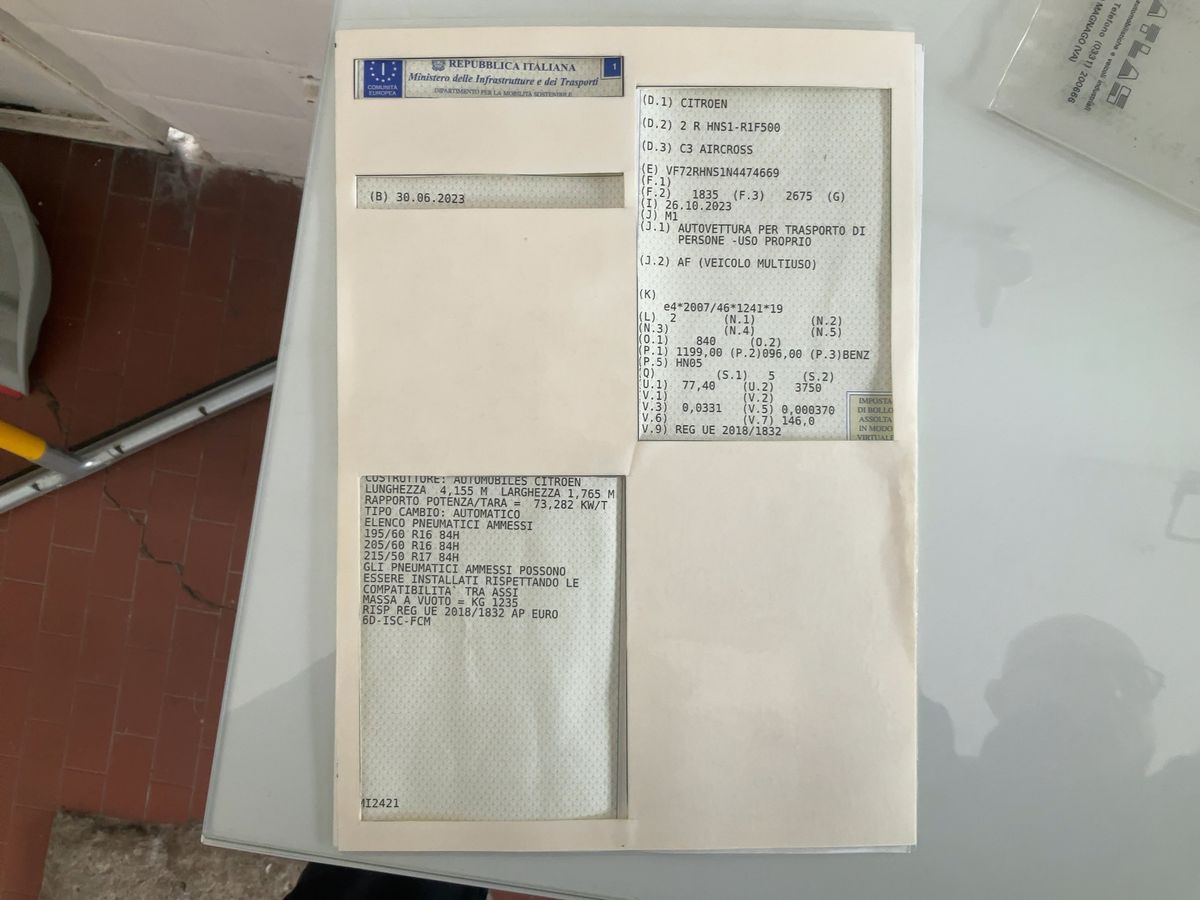 COMUNITÀ
EUROPEA
REPUBBLICA ITALIANA
Ministero delle Infrastrutture e dei Trasporti
DIPARTIMENTO PER LA MOBILITÀ SOSTENIBILE
1
(B) 30.06.2023
(D.1) CITROEN
(D.2) 2 R HNS1-R1F500
(D.3) C3 AIRCROSS
(E) VF72RHNS1N4474669
(F.1)
(F.2) 1835 (F.3) 2675 (G)
(I) 26.10.2023
(J) M1
(J.1) AUTOVETTURA PER TRASPORTO DI
PERSONE -USO PROPRIO
(J.2) AF (VEICOLO MULTIUSO)
(K)
e4*2007/46*1241*19
(L) 2 (N.1) (N.2)
(N.3) (N.4) (N.5)
(O.1) 840 (O.2)
(P.1) 1199,00 (P.2)096,00 (P.3)BENZ
(P.5) HN05
(Q) (S.1) 5 (S.2)
(U.1) 77,40 (U.2) 3750
(V.1) (V.2)
(V.3) 0,0331 (V.5) 0,000370
(V.6) (V.7) 146,0
(V.9) REG UE 2018/1832
IMPOSTA
DI BOLLO
ASSOLTA
IN MODO
VIRTUALE
COSTRUTTORE: AUTOMOBILES CITROEN
LUNGHEZZA 4,155 M LARGHEZZA 1,765 M
RAPPORTO POTENZA/TARA = 73,282 KW/T
TIPO CAMBIO: AUTOMATICO
ELENCO PNEUMATICI AMMESSI
195/60 R16 84H
205/60 R16 84H
215/50 R17 84H
GLI PNEUMATICI AMMESSI POSSONO
ESSERE INSTALLATI RISPETTANDO LE
COMPATIBILITA` TRA ASSI
MASSA A VUOTO = KG 1235
RISP REG UE 2018/1832 AP EURO
6D-ISC-FCM
MI2421
e veicoli industriali
Telefono (0331) 200666
MAGNAGO (VA)